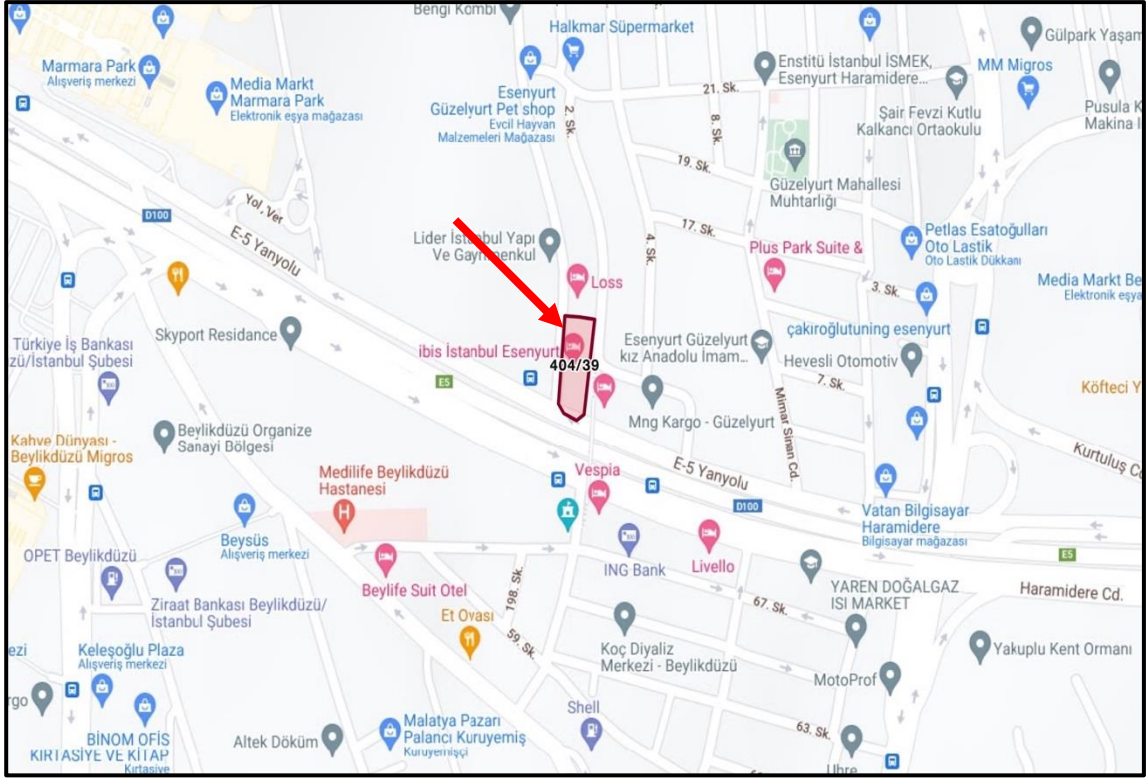 Bengi Kombi
Halkmar Süpermarket
Gülpark Yaşam
Marmara Park
Alışveriş merkezi
Media Markt
Marmara Park
Elektronik eşya mağazası
Esenyurt
Güzelyurt Pet shop
Evcil Hayvan
Malzemeleri Mağazası
2. Sk.
21. Sk.
8. Sk.
Enstitü İstanbul İSMEK,
Esenyurt Haramidere...
MM Migros
Şair Fevzi Kutlu
Kalkancı Ortaokulu
Pusula K
Makina İ
19. Sk.
Güzelyurt Mahallesi
Muhtarlığı
Yol, Ver
D100
E-5 Yanyolu
Lider İstanbul Yapı
Ve Gayrimenkul
17. Sk.
4. Sk.
Plus Park Suite &
Petlas Esatoğulları
Oto Lastik
Oto Lastik Dükkanı
Loss
3. Sk.
Media Markt Be
Elektronik eşya
Skyport Residance
Türkiye İş Bankası
zü/İstanbul Şubesi
ibis İstanbul Esenyurt
404/39
Esenyurt Güzelyurt
kız Anadolu İmam...
çakıroğlutuning esenyurt
Hevesli Otomotiv
7. Sk.
E5
Y
Köfteci Y
Mng Kargo - Güzelyurt
Mimar Sinan Cd.
Kahve Dünyası -
Beylikdüzü Migros
Beylikdüzü Organize
Sanayi Bölgesi
Kurtuluş C
E-5 Yanyolu
Medilife Beylikdüzü
Hastanesi
H
Vespia
D100
Vatan Bilgisayar
Haramidere
Bilgisayar mağazası
Beysüs
Alışveriş merkezi
OPET Beylikdüzü
ING Bank
Livello
E5
Beylife Suit Otel
198. Sk.
YAREN DOĞALGAZ
ISI MARKET
Haramidere Cd.
Ziraat Bankası Beylikdüzü/
İstanbul Şubesi
Et Ovası
67. Sk.
59. Sk.
ezi
Keleşoğlu Plaza
Alışveriş merkezi
Koç Diyaliz
Merkezi - Beylikdüzü
Yakuplu Kent Ormanı
MotoProf
rgo
Shell
BİNOM OFİS
KIRTASİYE VE KİTAP
Kırtasiye
Altek Döküm
Malatya Pazarı
Palancı Kuruyemiş
Kuruyemişçi
63. Sk.